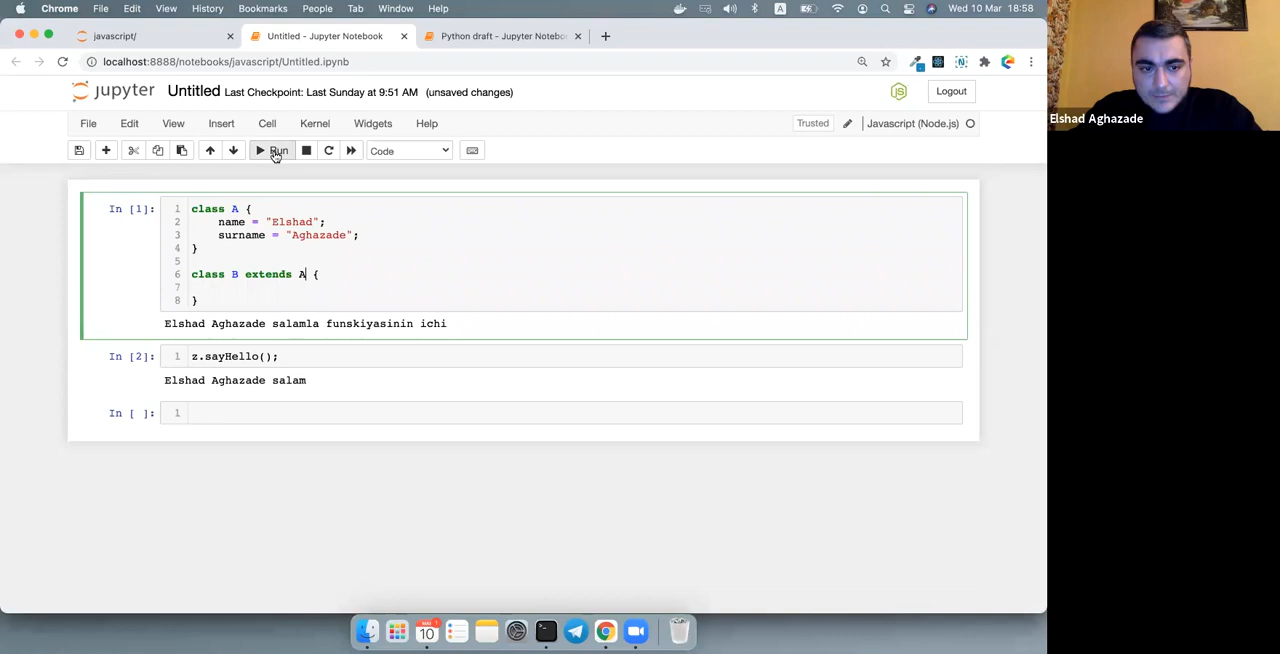 Chrome File Edit View History Bookmarks People Tab Window Help A Wed 10 Mar 18:58
javascript/ Untitled - Jupyter Notebook Python draft - Jupyter Noteboo
localhost:8888/notebooks/javascript/Untitled.ipynb
jupyter Untitled Last Checkpoint: Last Sunday at 9:51 AM (unsaved changes) JS Logout
File Edit View Insert Cell Kernel Widgets Help Trusted Javascript (Node.js)
Run Code
In [1]:
1 class A {
2 name = "Elshad";
3 surname = "Aghazade";
4 }
5
6 class B extends A {
7
8 }
Elshad Aghazade salamla funskiyasinin ichi
In [2]: 1 z.sayHello();
Elshad Aghazade salam
In [ ]: 1
Elshad Aghazade
10